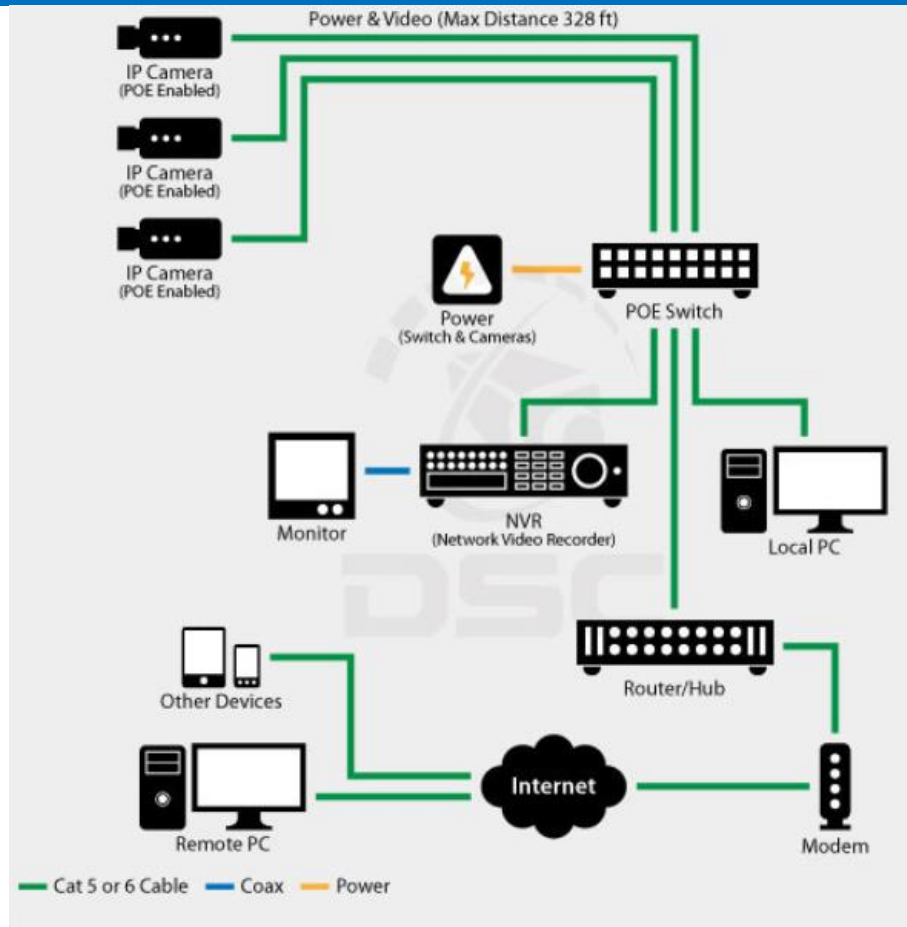 Power & Video (Max Distance 328 ft)
IP Camera
(POE Enabled)
IP Camera
(POE Enabled)
IP Camera
(POE Enabled)
Power
(Switch & Cameras)
POE Switch
Monitor
NVR
(Network Video Recorder)
Local PC
DSC
Other Devices
Router/Hub
Internet
Remote PC
Modem
Cat 5 or 6 Cable
Coax
Power